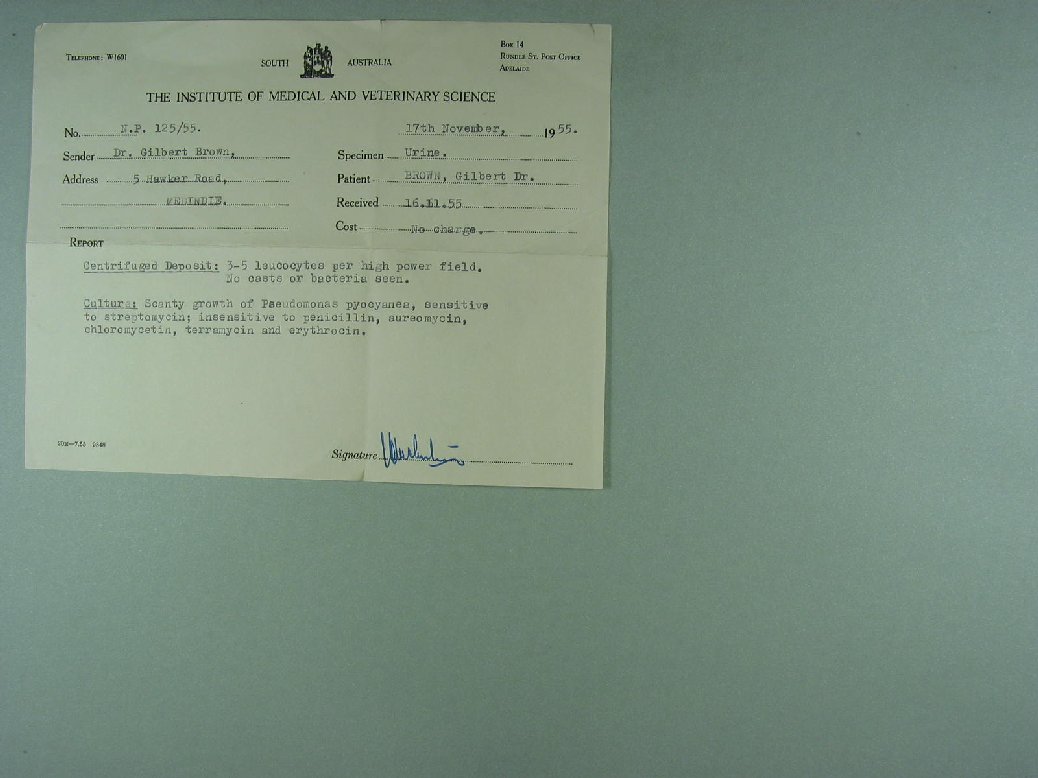 TELEPHONE: W1601
SOUTH AUSTRALIA
BOX 14
RUNDLE ST. POST OFFICE
ADELAIDE
THE INSTITUTE OF MEDICAL AND VETERINARY SCIENCE
No. N.P. 125/55. 17th November, 1955.
Sender Dr. Gilbert Brown, Specimen Urine.
Address 5 Hawker Road, Patient BROWN, Gilbert Dr.
MEDINDIE. Received 16.11.55
Cost No charge.
REPORT
Centrifuged Deposit: 3-5 leucocytes per high power field.
No casts or bacteria seen.
Culture: Scanty growth of Pseudomonas pyocyanea, sensitive
to streptomycin; insensitive to penicillin, aureomycin,
chloromycetin, terramycin and erythrocin.
Signature